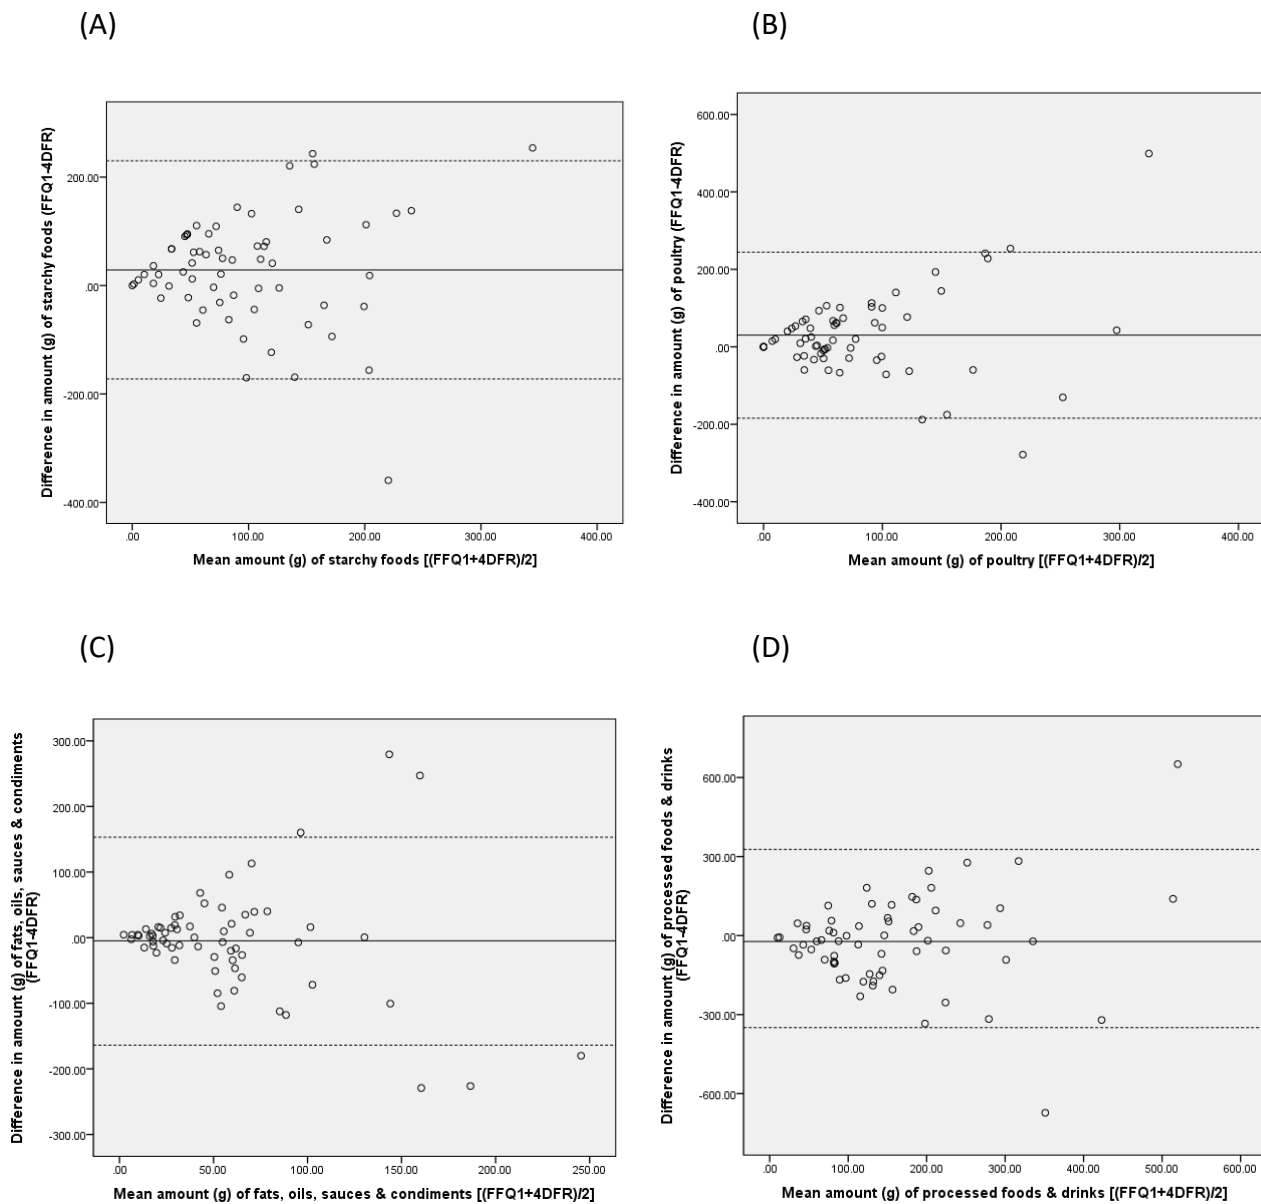 (A)
(B)
Difference in amount (g) of starchy foods (FFQ1-4DFR)
200.00
.00
-200.00
-400.00
.00 100.00 200.00 300.00 400.00
Mean amount (g) of starchy foods [(FFQ1+4DFR)/2]
Difference in amount (g) of poultry (FFQ1-4DFR)
600.00
400.00
200.00
.00
-200.00
-400.00
.00 100.00 200.00 300.00 400.00
Mean amount (g) of poultry [(FFQ1+4DFR)/2]
(C)
(D)
Difference in amount (g) of fats, oils, sauces & condiments
(FFQ1-4DFR)
300.00
200.00
100.00
.00
-100.00
-200.00
-300.00
.00 50.00 100.00 150.00 200.00 250.00
Mean amount (g) of fats, oils, sauces & condiments [(FFQ1+4DFR)/2]
Difference in amount (g) of processed foods & drinks
(FFQ1-4DFR)
600.00
300.00
.00
-300.00
-600.00
.00 100.00 200.00 300.00 400.00 500.00 600.00
Mean amount (g) of processed foods & drinks [(FFQ1+4DFR)/2]